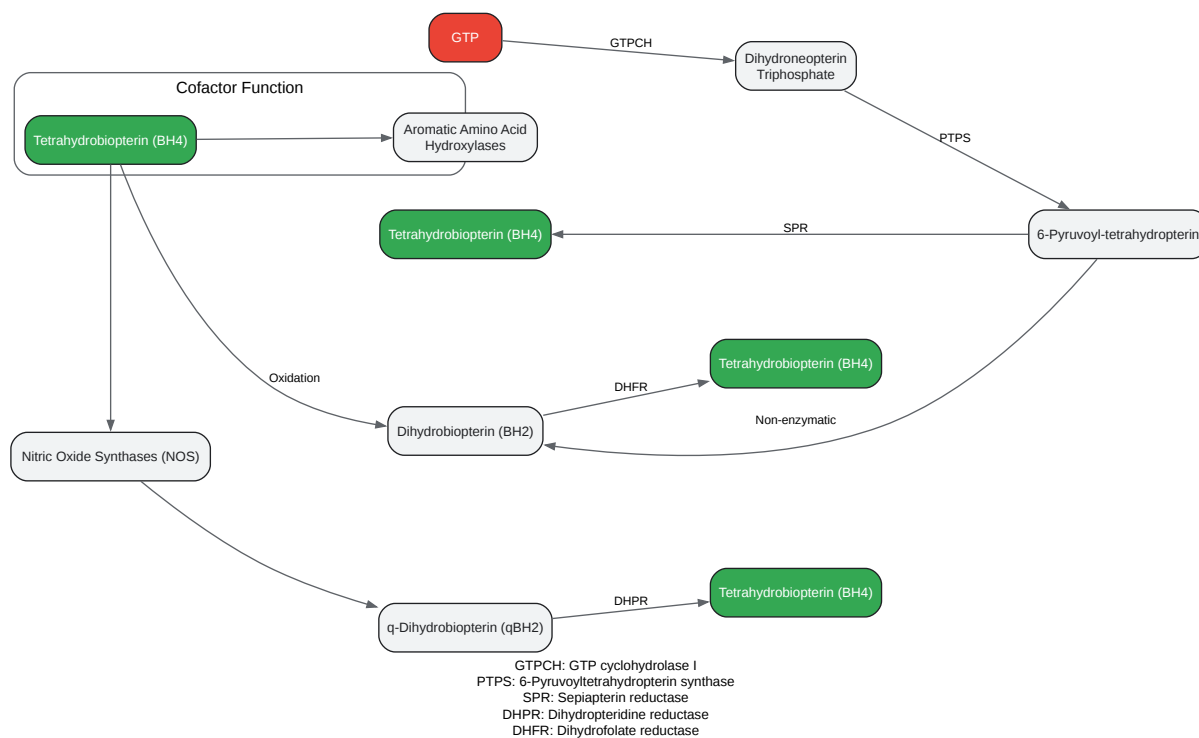 GTP
GTPCH
Dihydroneopterin
Triphosphate
Cofactor Function
Tetrahydrobiopterin (BH4)
Aromatic Amino Acid
Hydroxylases
PTPS
Tetrahydrobiopterin (BH4)
SPR
6-Pyruvoyl-tetrahydropterin
Tetrahydrobiopterin (BH4)
Oxidation
DHFR
Non-enzymatic
Dihydrobiopterin (BH2)
Nitric Oxide Synthases (NOS)
Tetrahydrobiopterin (BH4)
DHPR
q-Dihydrobiopterin (qBH2)
GTPCH: GTP cyclohydrolase I
PTPS: 6-Pyruvoyltetrahydropterin synthase
SPR: Sepiapterin reductase
DHPR: Dihydropteridine reductase
DHFR: Dihydrofolate reductase